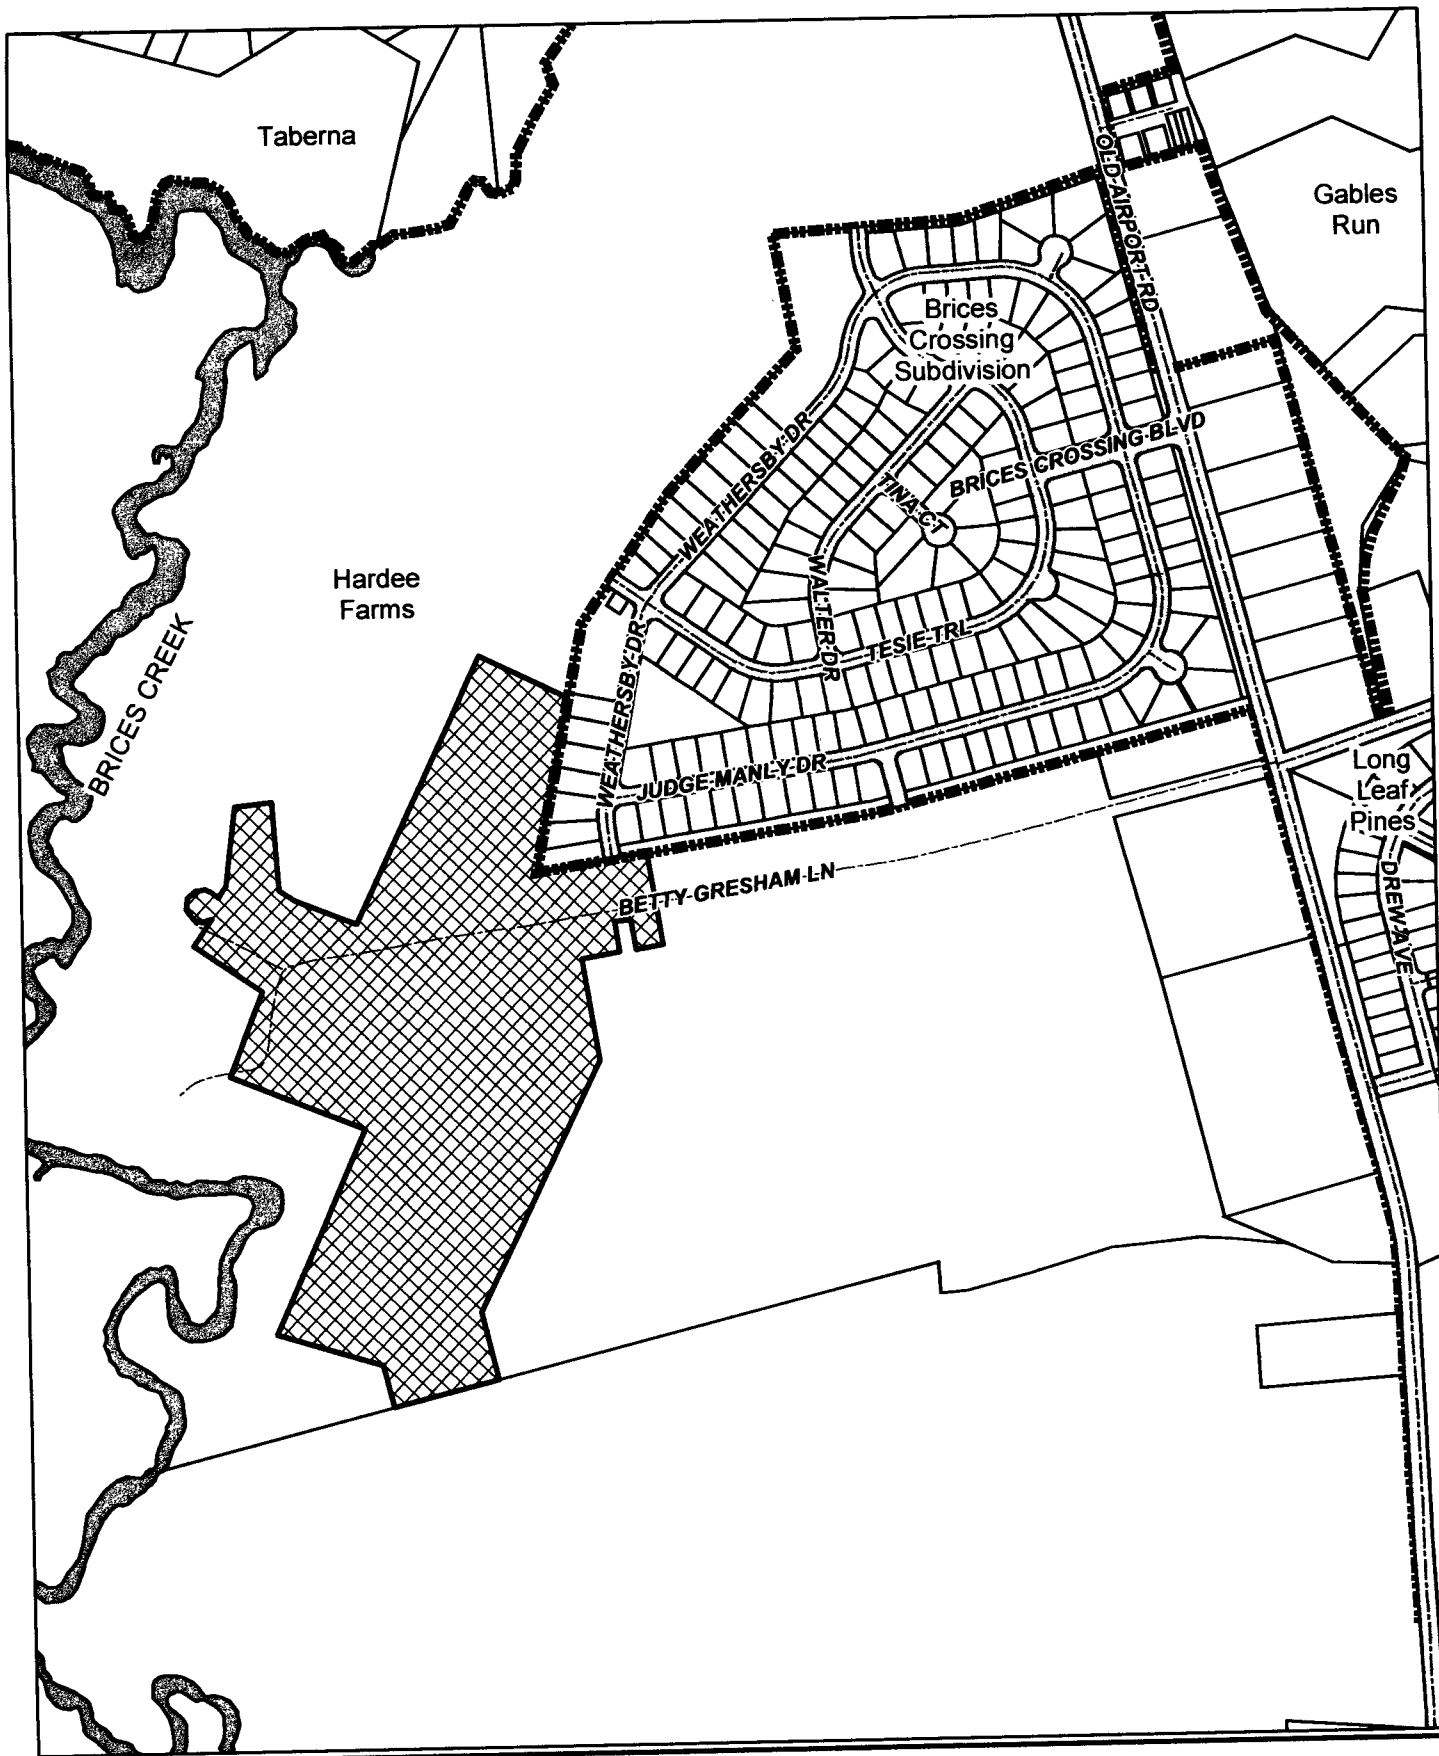 Taberna
Gables
Run
OLD AIRPORT RD
Brices
Crossing
Subdivision
WEATHERSBY DR
BRICES CROSSING BLVD
TINA CT
WALTER DR
Hardee
Farms
TESIE TRL
WEATHERSBY DR
BRICES CREEK
JUDGE MANLY DR
Long
Leaf
Pines
BETTY GRESHAM LN
DREW AVE